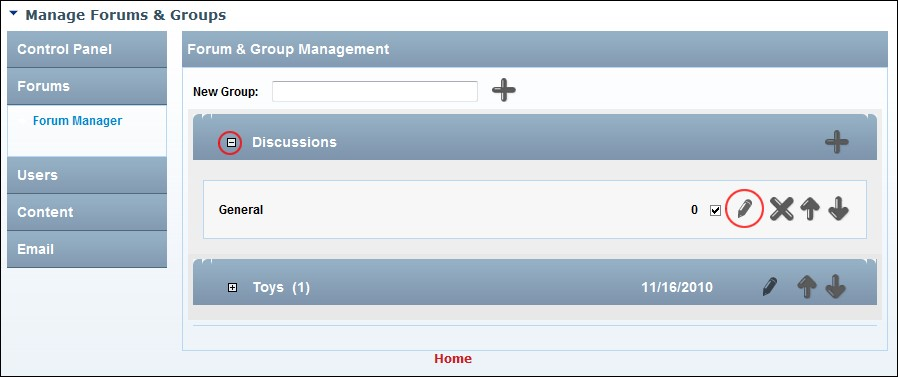 Manage Forums & Groups
Control Panel
Forums
Forum Manager
Users
Content
Email
Forum & Group Management
New Group:
Discussions
General 0
Toys (1) 11/16/2010
Home